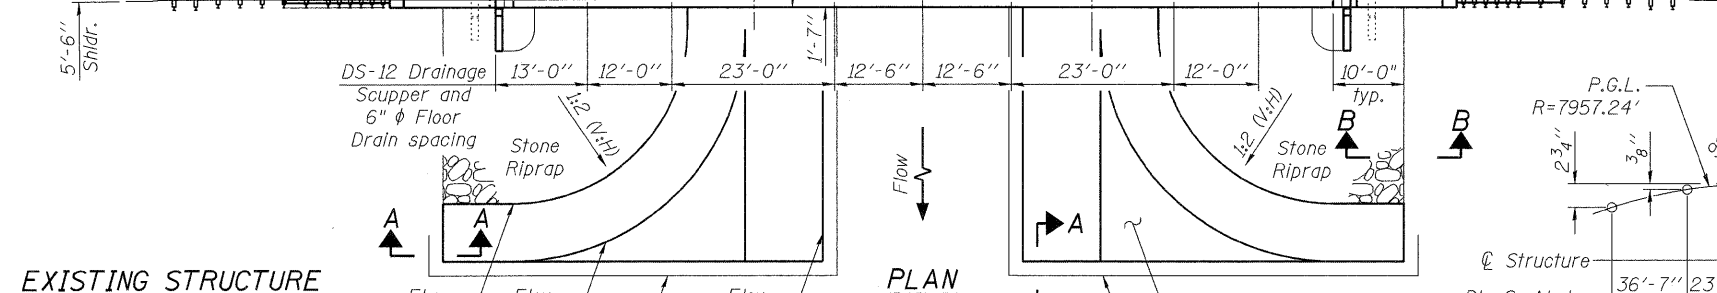 5'-6"
Shldr.
1'-7"
DS-12 Drainage
Scupper and
6" ϕ Floor
Drain spacing
13'-0"
12'-0"
23'-0"
12'-6"
12'-6"
23'-0"
12'-0"
10'-0"
typ.
1:2 (V:H)
1:2 (V:H)
Stone
Riprap
Stone
Riprap
Flow
B
B
A
A
A
P.G.L.
R=7957.24'
2 3/4"
3/8"
EXISTING STRUCTURE
PLAN
℄ Structure
36'-7"
23